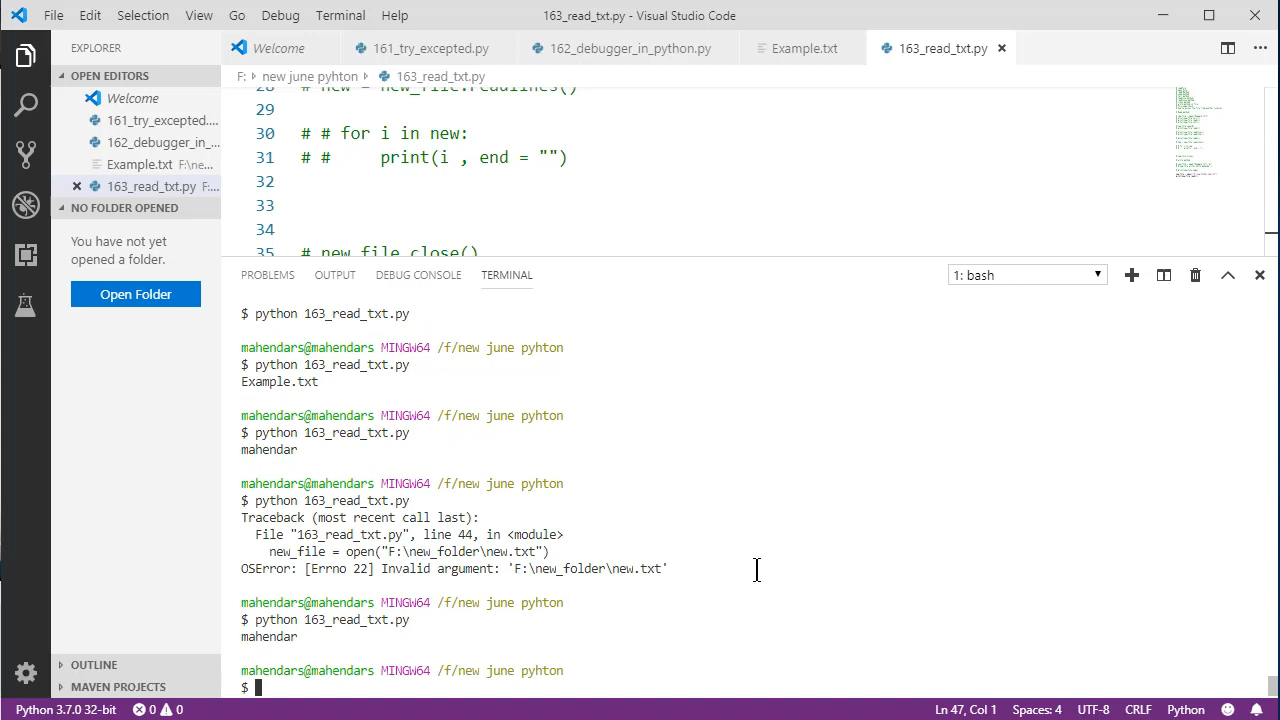 File Edit Selection View Go Debug Terminal Help 163_read_txt.py - Visual Studio Code
EXPLORER
OPEN EDITORS
Welcome
161_try_excepted....
162_debugger_in_...
Example.txt F:\ne...
163_read_txt.py F:...
NO FOLDER OPENED
You have not yet
opened a folder.
Open Folder
OUTLINE
MAVEN PROJECTS
Welcome 161_try_excepted.py 162_debugger_in_python.py Example.txt 163_read_txt.py
F: new june pyhton 163_read_txt.py
28 # new = new_file.readlines()
29
30 # # for i in new:
31 # # print(i , end = "")
32
33
34
35 # new_file.close()
PROBLEMS OUTPUT DEBUG CONSOLE TERMINAL 1: bash
$ python 163_read_txt.py
mahendars@mahendars MINGW64 /f/new june pyhton
$ python 163_read_txt.py
Example.txt
mahendars@mahendars MINGW64 /f/new june pyhton
$ python 163_read_txt.py
mahendar
mahendars@mahendars MINGW64 /f/new june pyhton
$ python 163_read_txt.py
Traceback (most recent call last):
File "163_read_txt.py", line 44, in <module>
new_file = open("F:\new_folder\new.txt")
OSError: [Errno 22] Invalid argument: 'F:\new_folder\new.txt'
mahendars@mahendars MINGW64 /f/new june pyhton
$ python 163_read_txt.py
mahendar
mahendars@mahendars MINGW64 /f/new june pyhton
$
Python 3.7.0 32-bit 0 0 Ln 47, Col 1 Spaces: 4 UTF-8 CRLF Python